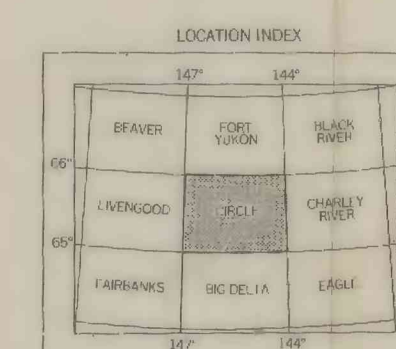 LOCATION INDEX
147° 144°
BEAVER FORT YUKON BLACK RIVER
66°
LIVENGOOD CIRCLE CHARLEY RIVER
65°
FAIRBANKS BIG DELTA EAGLE
147° 144°